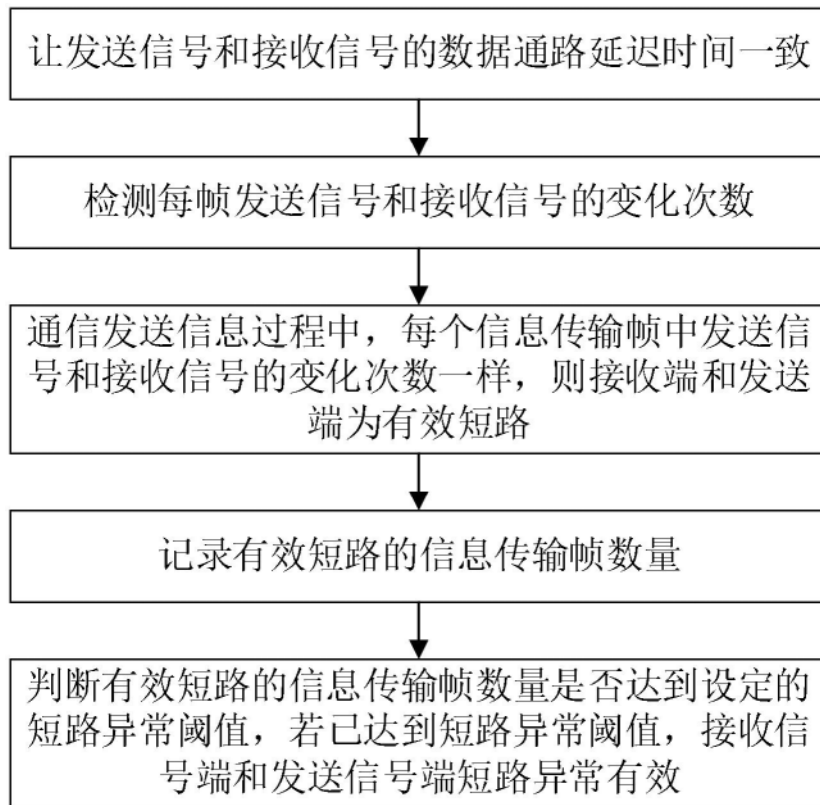 让发送信号和接收信号的数据通路延迟时间一致
检测每帧发送信号和接收信号的变化次数
通信发送信息过程中，每个信息传输帧中发送信
号和接收信号的变化次数一样，则接收端和发送
端为有效短路
记录有效短路的信息传输帧数量
判断有效短路的信息传输帧数量是否达到设定的
短路异常阈值，若已达到短路异常阈值，接收信
号端和发送信号端短路异常有效